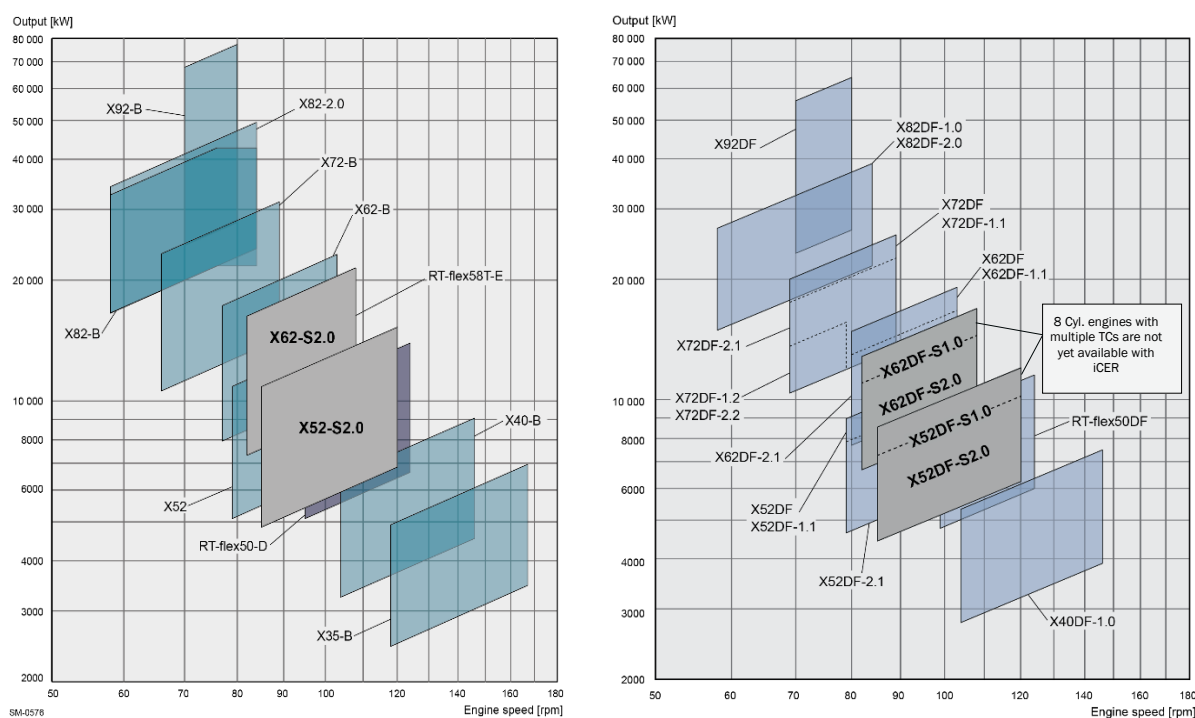 Output [kW]
80 000
70 000
60 000
50 000
40 000
30 000
20 000
10 000
8000
6000
4000
3000
2000
X92-B
X82-2.0
X72-B
X62-B
RT-flex58T-E
X82-B
X62-S2.0
X52-S2.0
X40-B
X52
RT-flex50-D
X35-B
50
60
70
80
90
100
120
140
160
180
SM-0576
Engine speed [rpm]
Output [kW]
80 000
70 000
60 000
50 000
40 000
30 000
20 000
10 000
8000
6000
4000
3000
2000
X92DF
X82DF-1.0
X82DF-2.0
X72DF
X72DF-1.1
X62DF
X62DF-1.1
8 Cyl. engines with
multiple TCs are not
yet available with
iCER
X72DF-2.1
X62DF-S1.0
X62DF-S2.0
X72DF-1.2
X72DF-2.2
X52DF-S1.0
RT-flex50DF
X62DF-2.1
X52DF-S2.0
X52DF
X52DF-1.1
X52DF-2.1
X40DF-1.0
50
60
70
80
90
100
120
140
160
180
Engine speed [rpm]